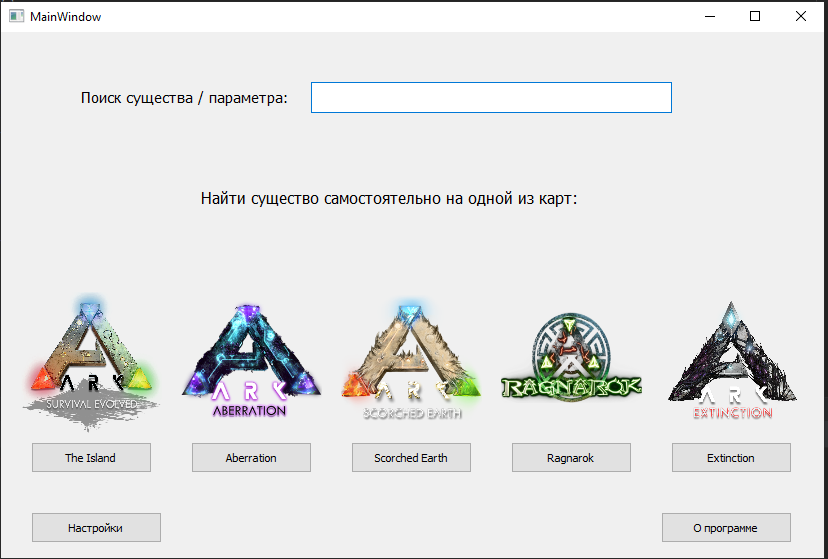 MainWindow
Поиск существа / параметра:
Найти существо самостоятельно на одной из карт:
ARK
SURVIVAL EVOLVED
ARK
ABERRATION
ARK
SCORCHED EARTH
RAGNAROK
ARK
EXTINCTION
The Island
Aberration
Scorched Earth
Ragnarok
Extinction
Настройки
О программе